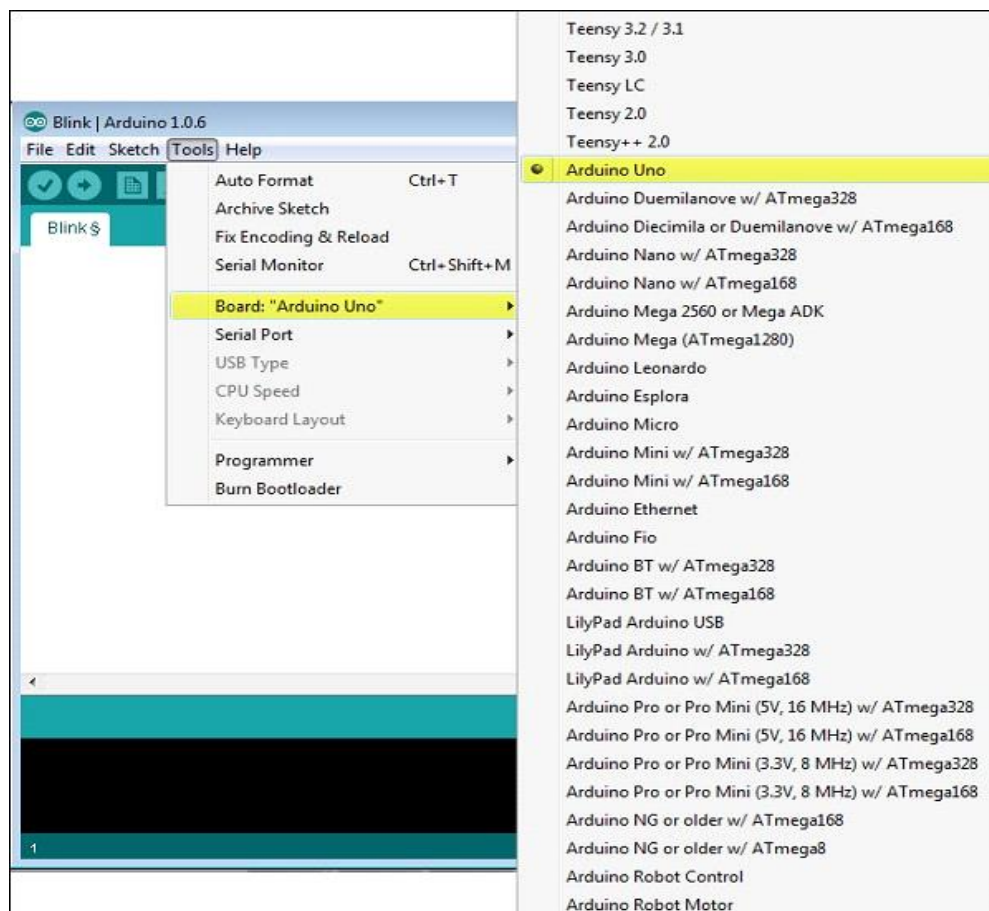 Blink | Arduino 1.0.6
File Edit Sketch Tools Help
Blink §
Auto Format Ctrl+T
Archive Sketch
Fix Encoding & Reload
Serial Monitor Ctrl+Shift+M
Board: "Arduino Uno"
Serial Port
USB Type
CPU Speed
Keyboard Layout
Programmer
Burn Bootloader
1
Teensy 3.2 / 3.1
Teensy 3.0
Teensy LC
Teensy 2.0
Teensy++ 2.0
Arduino Uno
Arduino Duemilanove w/ ATmega328
Arduino Diecimila or Duemilanove w/ ATmega168
Arduino Nano w/ ATmega328
Arduino Nano w/ ATmega168
Arduino Mega 2560 or Mega ADK
Arduino Mega (ATmega1280)
Arduino Leonardo
Arduino Esplora
Arduino Micro
Arduino Mini w/ ATmega328
Arduino Mini w/ ATmega168
Arduino Ethernet
Arduino Fio
Arduino BT w/ ATmega328
Arduino BT w/ ATmega168
LilyPad Arduino USB
LilyPad Arduino w/ ATmega328
LilyPad Arduino w/ ATmega168
Arduino Pro or Pro Mini (5V, 16 MHz) w/ ATmega328
Arduino Pro or Pro Mini (5V, 16 MHz) w/ ATmega168
Arduino Pro or Pro Mini (3.3V, 8 MHz) w/ ATmega328
Arduino Pro or Pro Mini (3.3V, 8 MHz) w/ ATmega168
Arduino NG or older w/ ATmega168
Arduino NG or older w/ ATmega8
Arduino Robot Control
Arduino Robot Motor